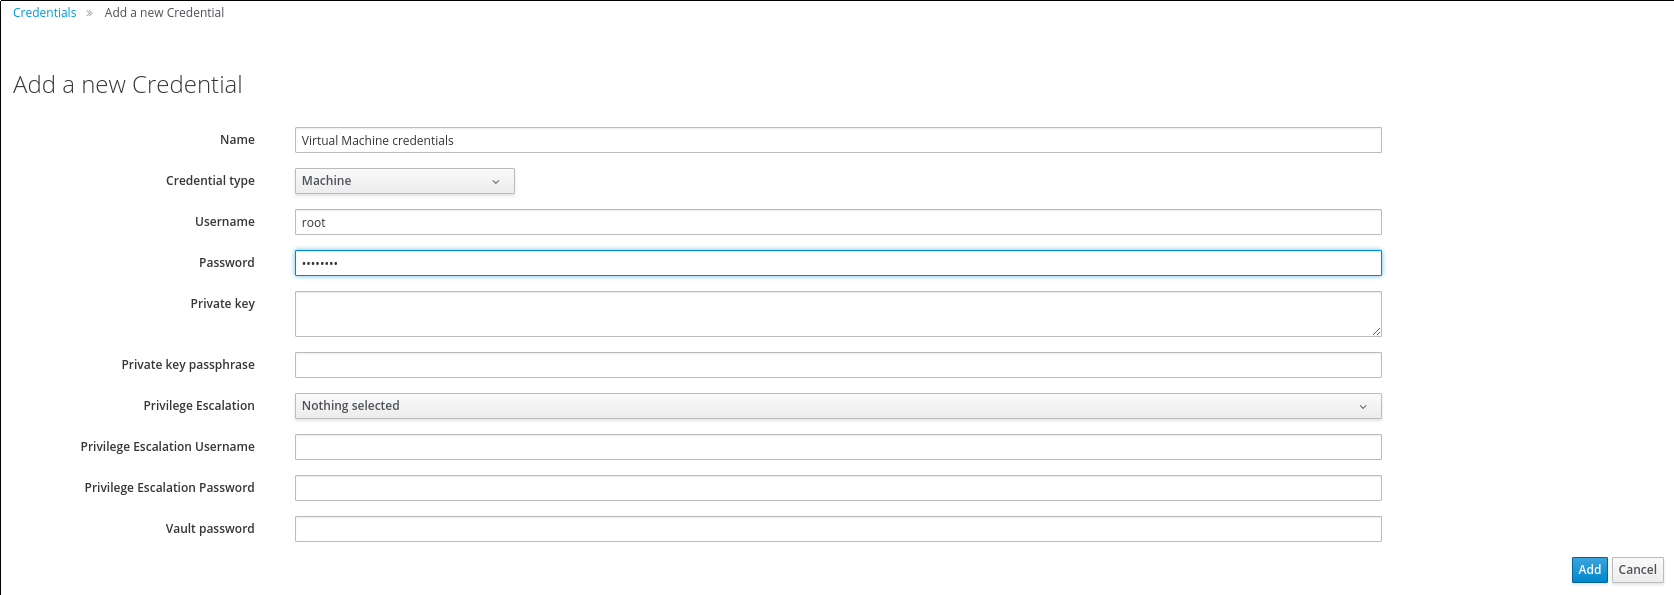 Credentials » Add a new Credential
Add a new Credential
Name Virtual Machine credentials
Credential type Machine
Username root
Password ••••••••
Private key
Private key passphrase
Privilege Escalation Nothing selected
Privilege Escalation Username
Privilege Escalation Password
Vault password
Add Cancel